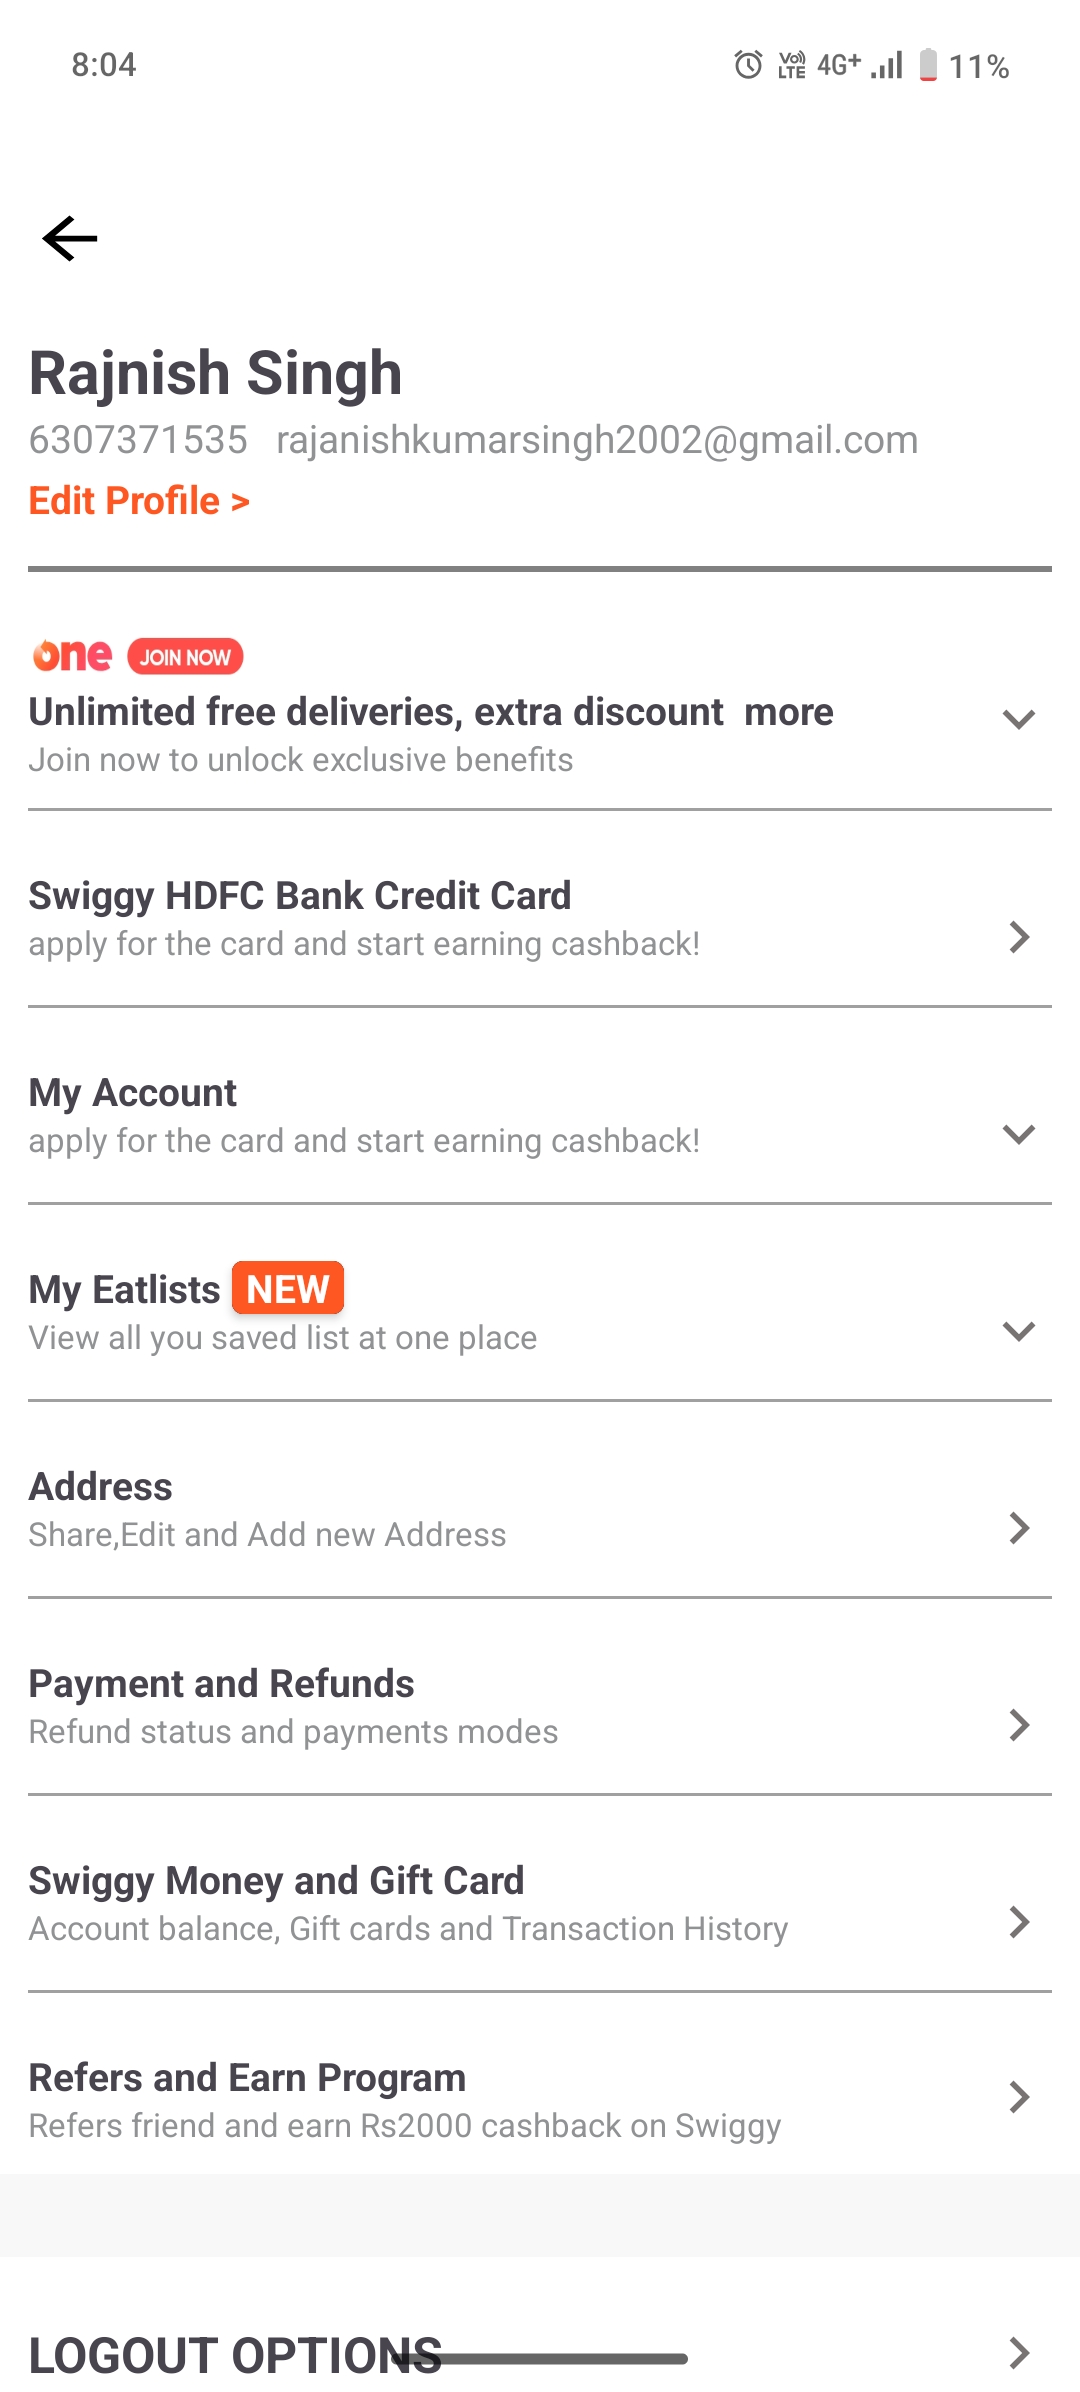 8:04 Vo)) LTE 4G+ 11%
Rajnish Singh
6307371535 rajanishkumarsingh2002@gmail.com
Edit Profile >
one JOIN NOW
Unlimited free deliveries, extra discount  more
Join now to unlock exclusive benefits
Swiggy HDFC Bank Credit Card
apply for the card and start earning cashback!
My Account
apply for the card and start earning cashback!
My Eatlists NEW
View all you saved list at one place
Address
Share,Edit and Add new Address
Payment and Refunds
Refund status and payments modes
Swiggy Money and Gift Card
Account balance, Gift cards and Transaction History
Refers and Earn Program
Refers friend and earn Rs2000 cashback on Swiggy
LOGOUT OPTIONS